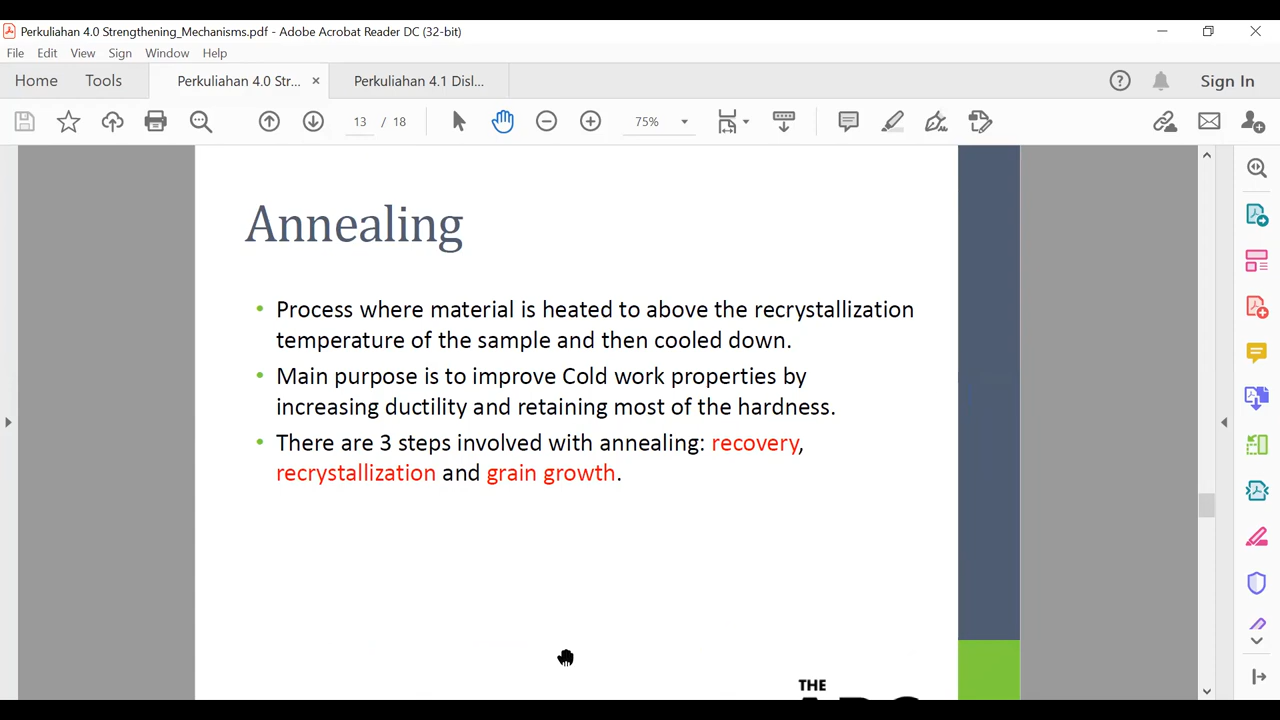 Perkuliahan 4.0 Strengthening_Mechanisms.pdf - Adobe Acrobat Reader DC (32-bit)
File Edit View Sign Window Help
Home Tools Perkuliahan 4.0 Str... × Perkuliahan 4.1 Disl... Sign In
13 / 18 75%
Annealing
• Process where material is heated to above the recrystallization
temperature of the sample and then cooled down.
• Main purpose is to improve Cold work properties by
increasing ductility and retaining most of the hardness.
• There are 3 steps involved with annealing: recovery,
recrystallization and grain growth.
THE